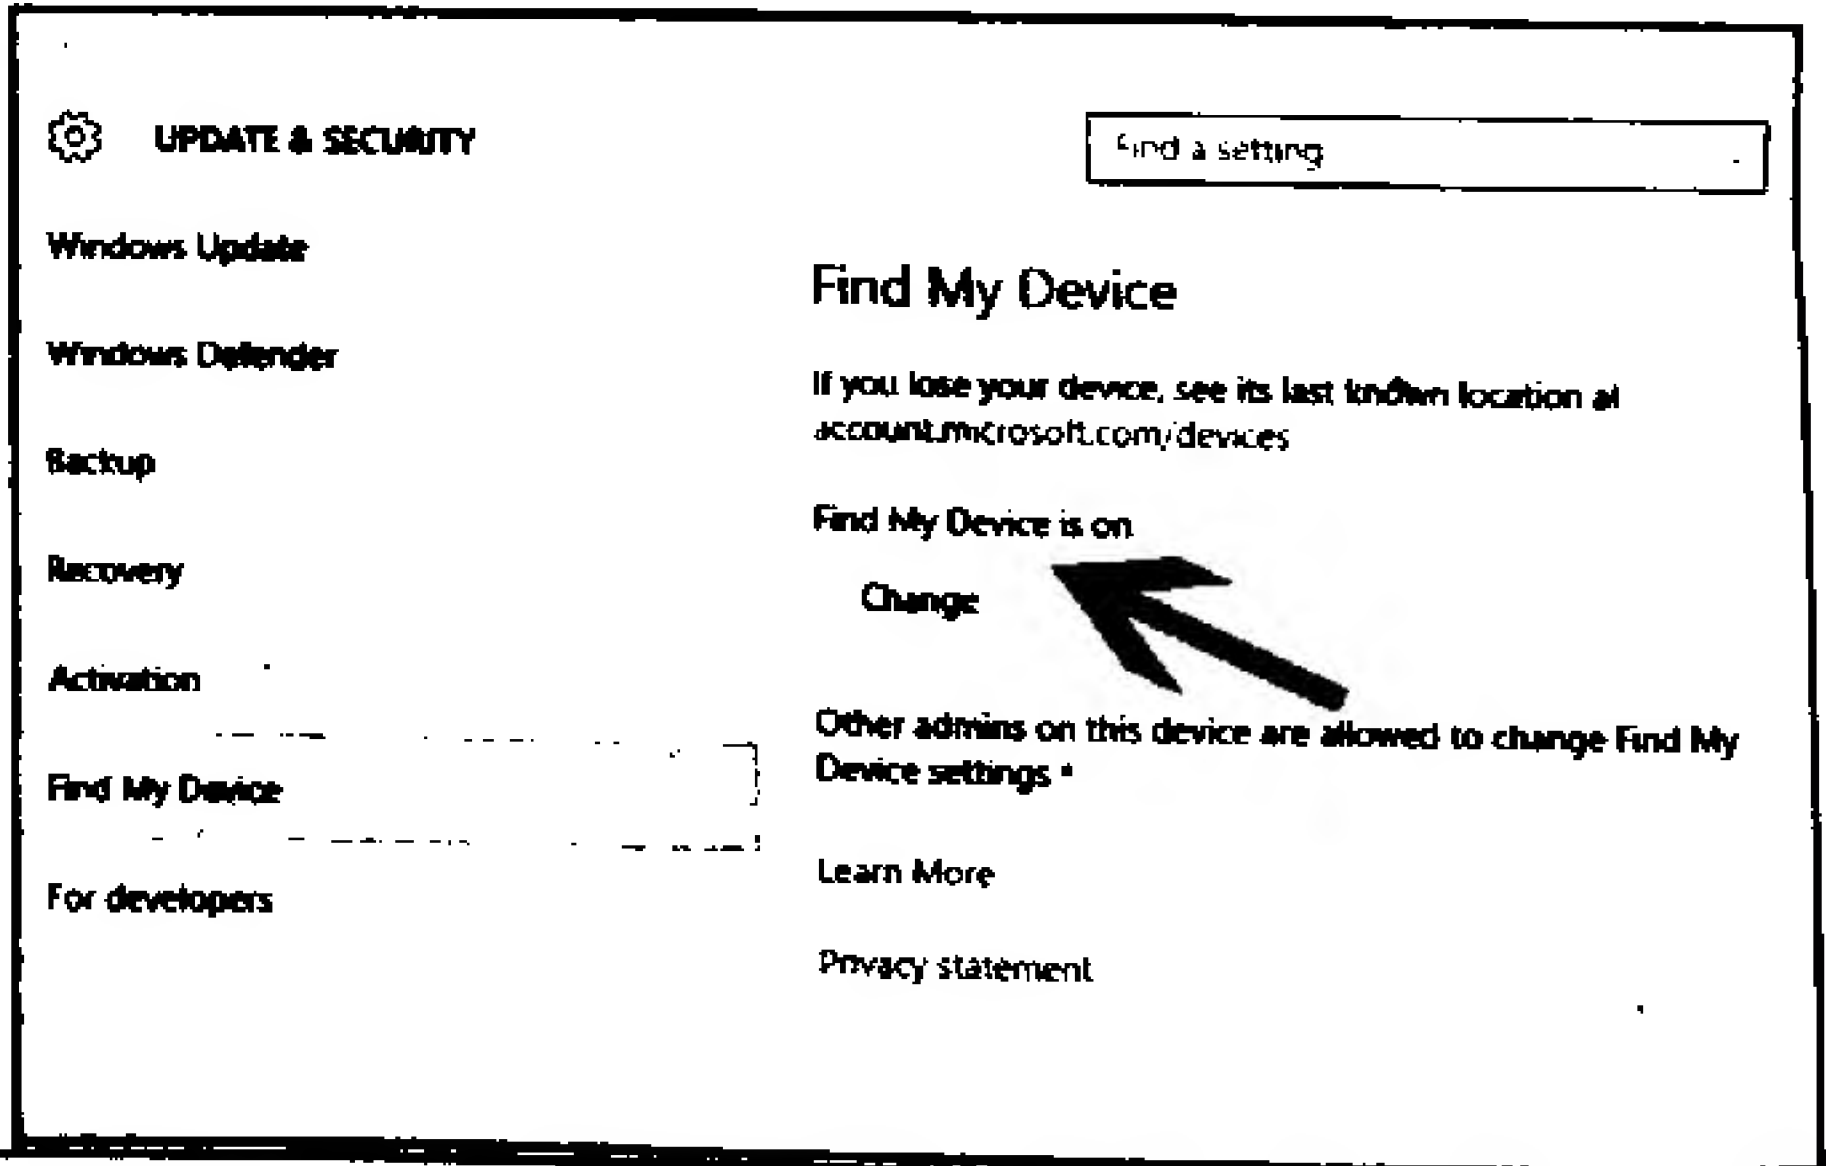 UPDATE & SECURITY
Find a setting
Windows Update
Windows Defender
Backup
Recovery
Activation
Find My Device
For developers
Find My Device
If you lose your device, see its last known location at
account.microsoft.com/devices
Find My Device is on
Change
Other admins on this device are allowed to change Find My
Device settings *
Learn More
Privacy statement